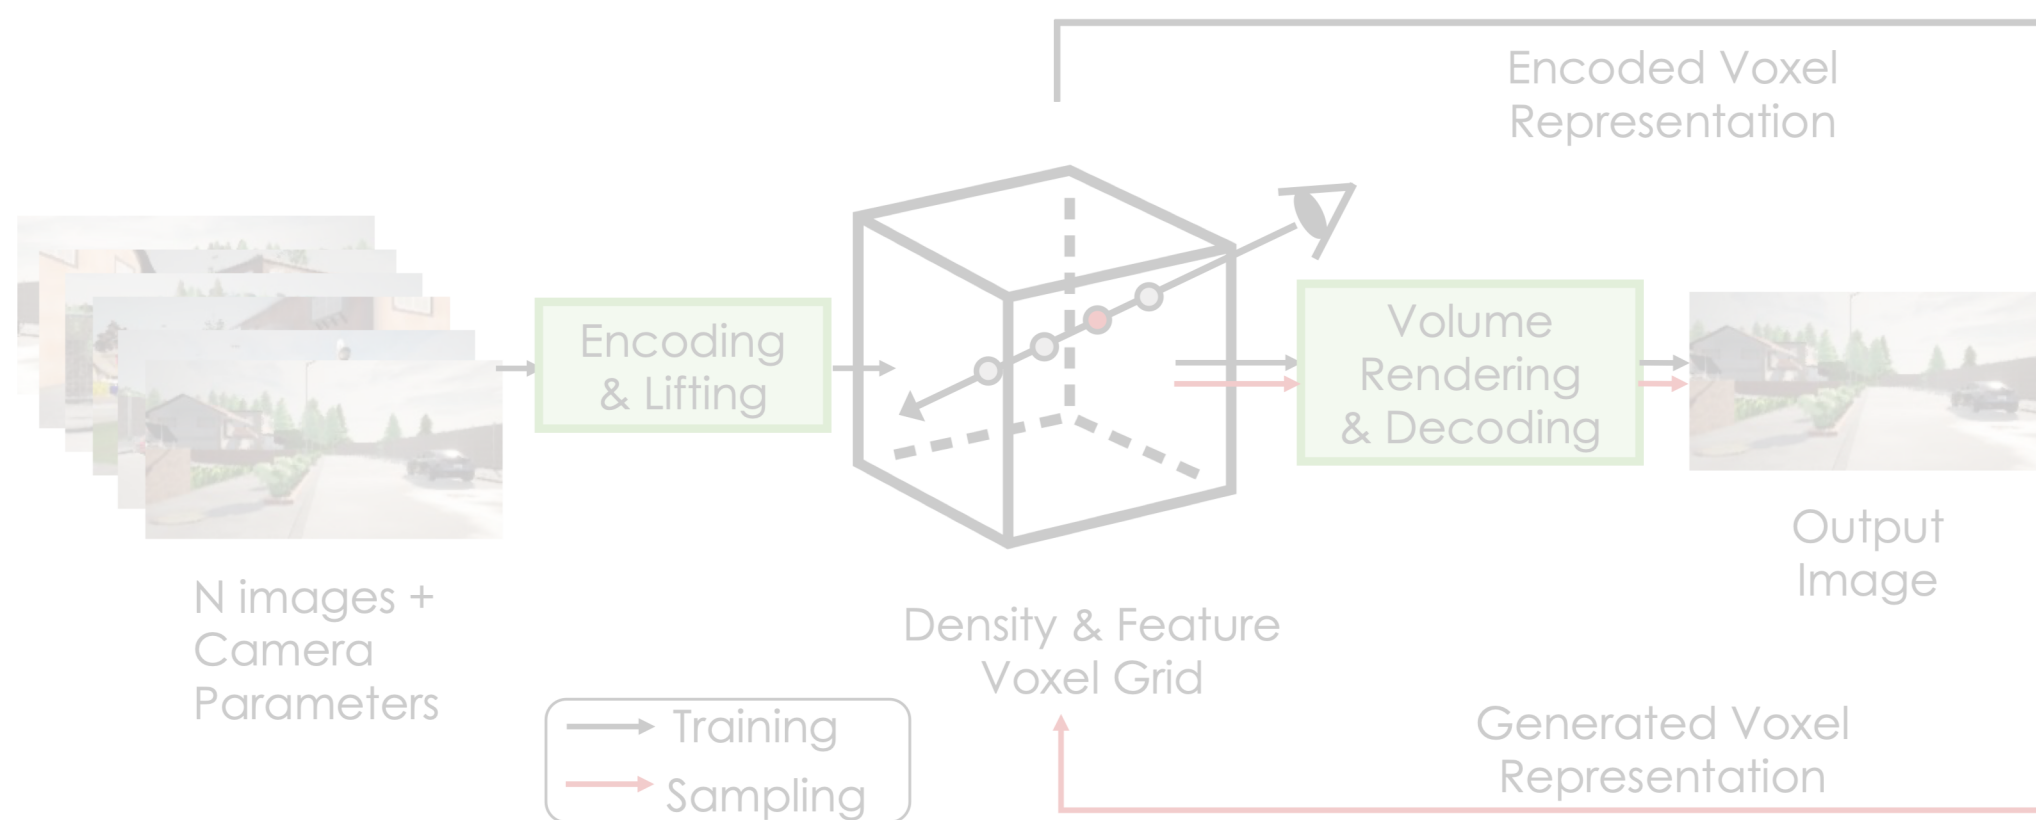 Encoded Voxel
Representation
Encoding
& Lifting
Volume
Rendering
& Decoding
N images +
Camera
Parameters
Density & Feature
Voxel Grid
Output
Image
Training
Sampling
Generated Voxel
Representation